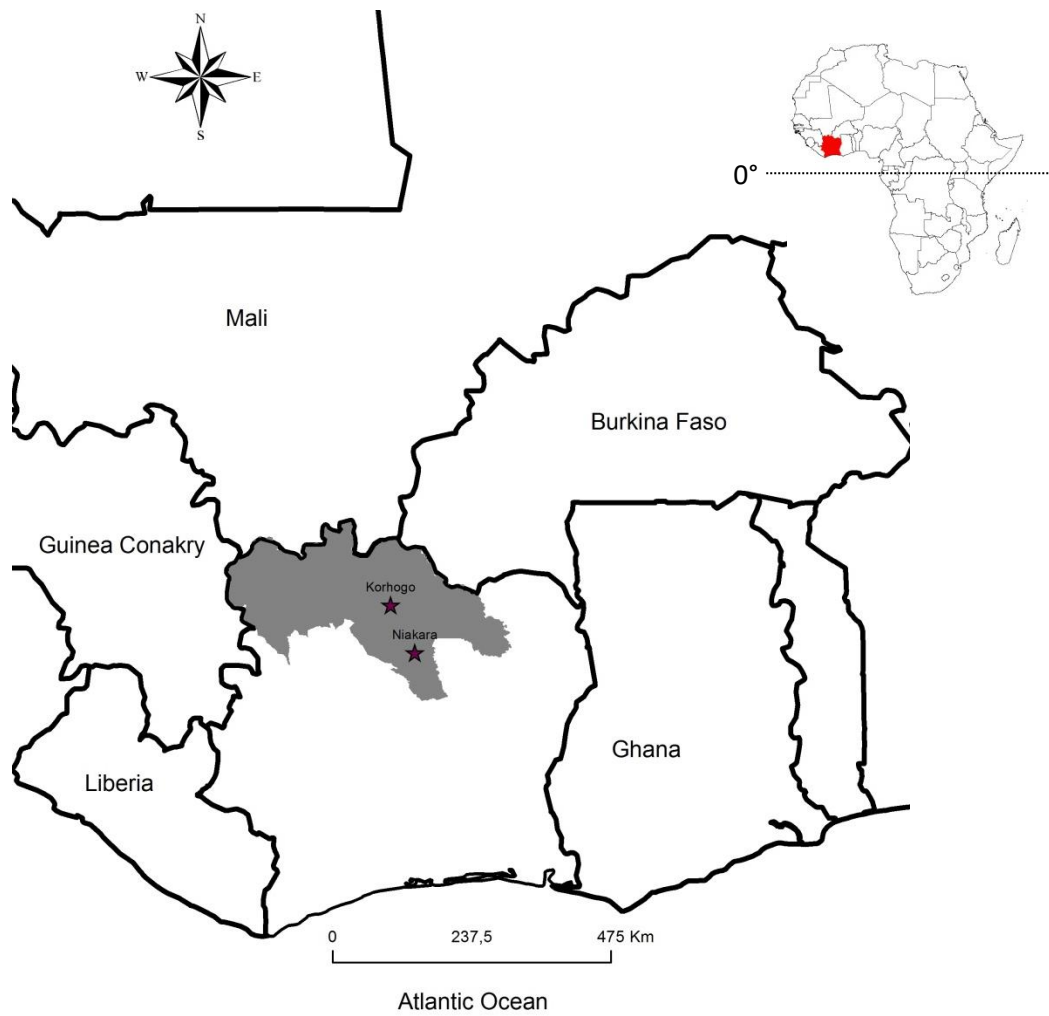 N
W E
S
0°
Mali
Burkina Faso
Guinea Conakry
Korhogo
Niakara
Ghana
Liberia
0 237,5 475 Km
Atlantic Ocean